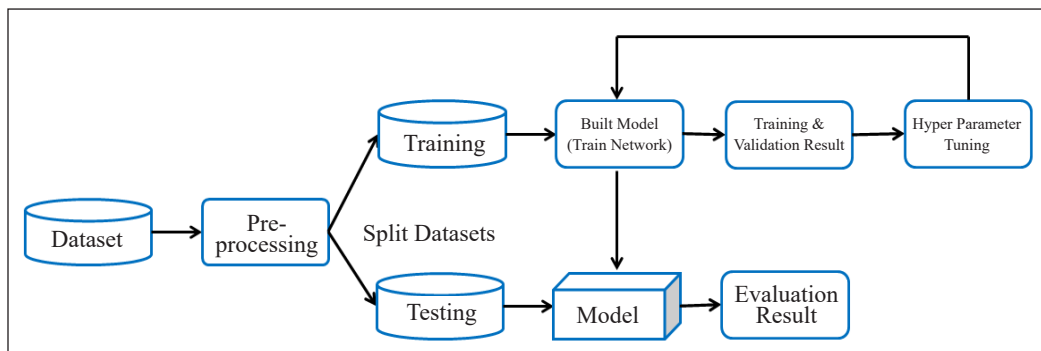 Dataset
Pre-
processing
Split Datasets
Training
Built Model
(Train Network)
Training &
Validation Result
Hyper Parameter
Tuning
Testing
Model
Evaluation
Result